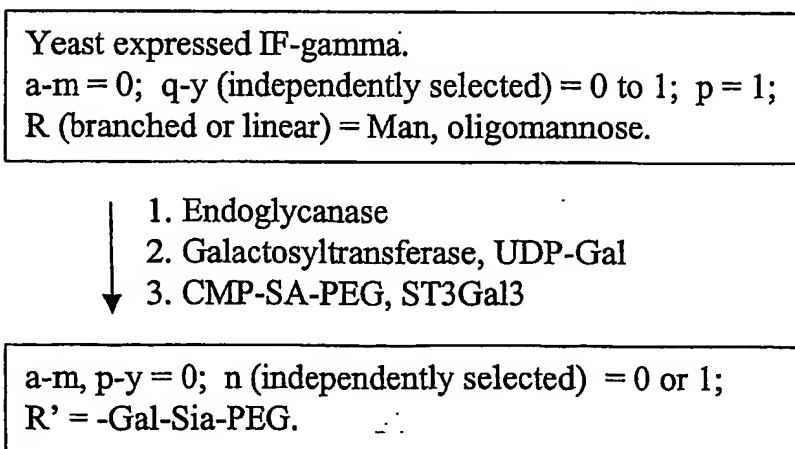 Yeast expressed IF-gamma.
a-m = 0; q-y (independently selected) = 0 to 1; p = 1;
R (branched or linear) = Man, oligomannose.
1. Endoglycanase
2. Galactosyltransferase, UDP-Gal
3. CMP-SA-PEG, ST3Gal3
a-m, p-y = 0; n (independently selected) = 0 or 1;
R' = -Gal-Sia-PEG.